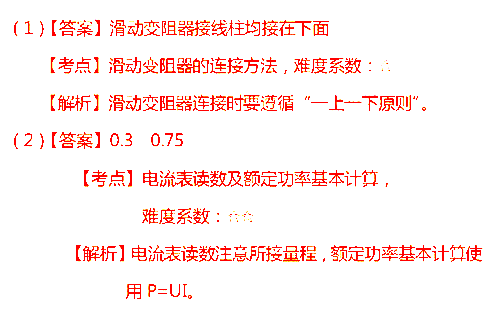 (1)【答案】滑动变阻器接线柱均接在下面
【考点】滑动变阻器的连接方法，难度系数：☆
【解析】滑动变阻器连接时要遵循“一上一下原则”。
(2)【答案】0.3 0.75
【考点】电流表读数及额定功率基本计算，
难度系数：☆☆
【解析】电流表读数注意所接量程，额定功率基本计算使
用 P=UI。